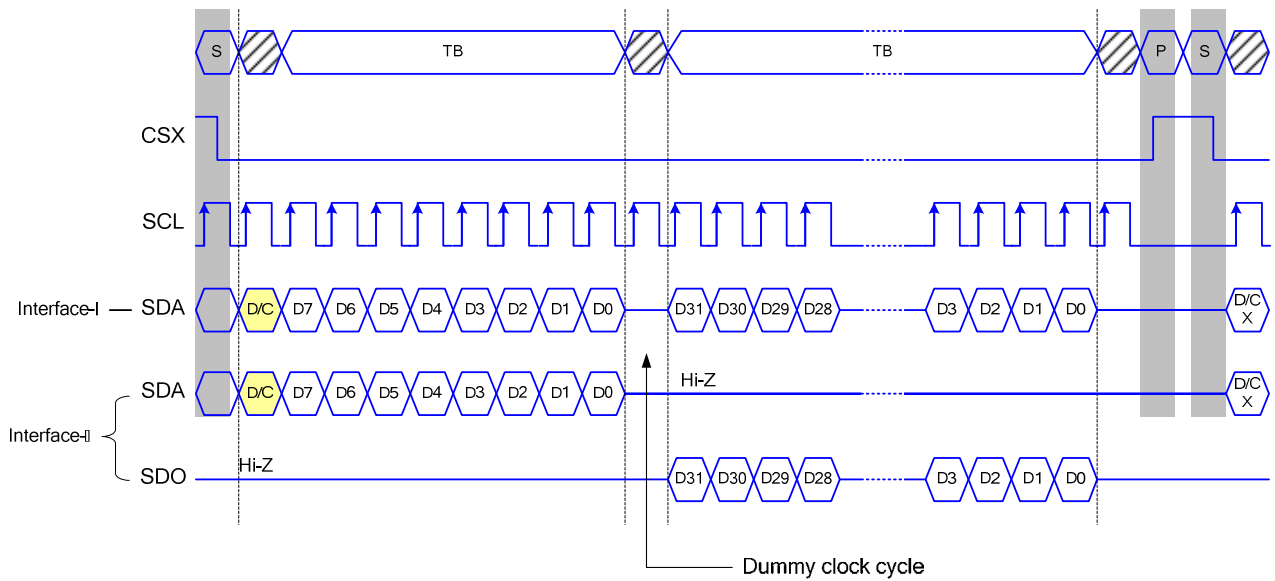 S TB TB P S
CSX
SCL
Interface-I SDA D/C D7 D6 D5 D4 D3 D2 D1 D0 D31 D30 D29 D28 D3 D2 D1 D0 D/C X
SDA D/C D7 D6 D5 D4 D3 D2 D1 D0 Hi-Z D/C X
Interface-▯
SDO Hi-Z D31 D30 D29 D28 D3 D2 D1 D0
Dummy clock cycle